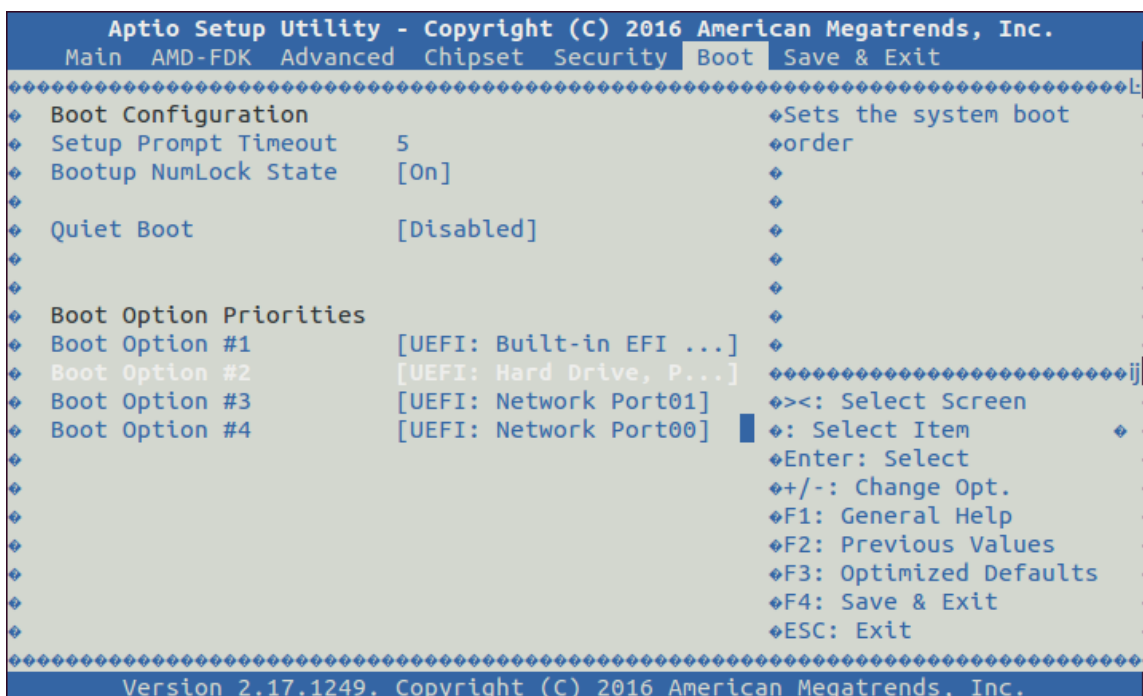 Aptio Setup Utility - Copyright (C) 2016 American Megatrends, Inc.
Main AMD-FDK Advanced Chipset Security Boot Save & Exit
Boot Configuration
Setup Prompt Timeout 5
Bootup NumLock State [On]
Quiet Boot [Disabled]
Boot Option Priorities
Boot Option #1 [UEFI: Built-in EFI ...]
Boot Option #2 [UEFI: Hard Drive, P...]
Boot Option #3 [UEFI: Network Port01]
Boot Option #4 [UEFI: Network Port00]
Sets the system boot
order
><: Select Screen
: Select Item
Enter: Select
+/-: Change Opt.
F1: General Help
F2: Previous Values
F3: Optimized Defaults
F4: Save & Exit
ESC: Exit
Version 2.17.1249. Copyright (C) 2016 American Megatrends, Inc.